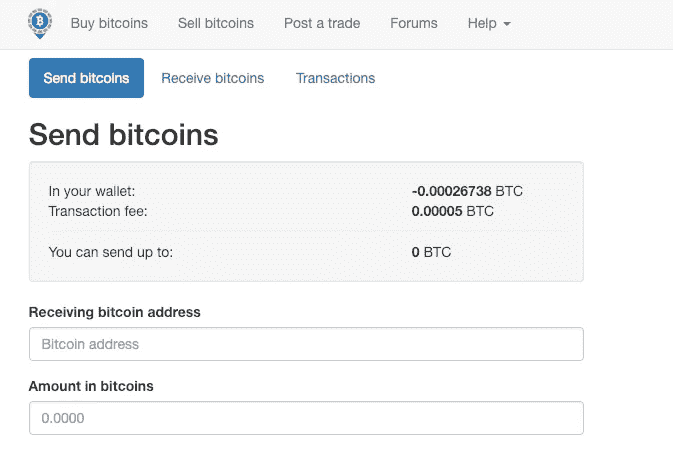 Buy bitcoins Sell bitcoins Post a trade Forums Help
Send bitcoins Receive bitcoins Transactions
Send bitcoins
In your wallet: -0.00026738 BTC
Transaction fee: 0.00005 BTC
You can send up to: 0 BTC
Receiving bitcoin address
Bitcoin address
Amount in bitcoins
0.0000